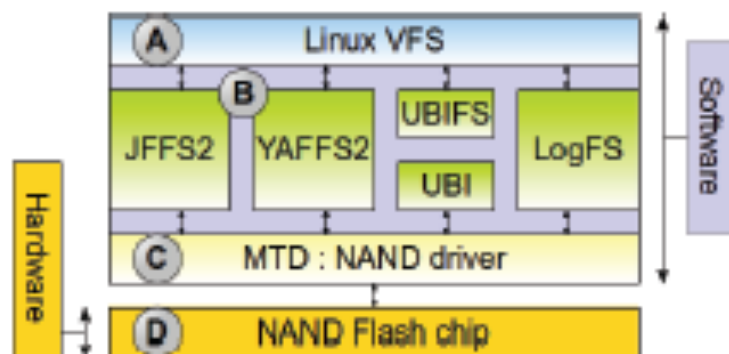 A Linux VFS
B
JFFS2 YAFFS2 UBIFS LogFS
UBI
C MTD : NAND driver
D NAND Flash chip
Software
Hardware